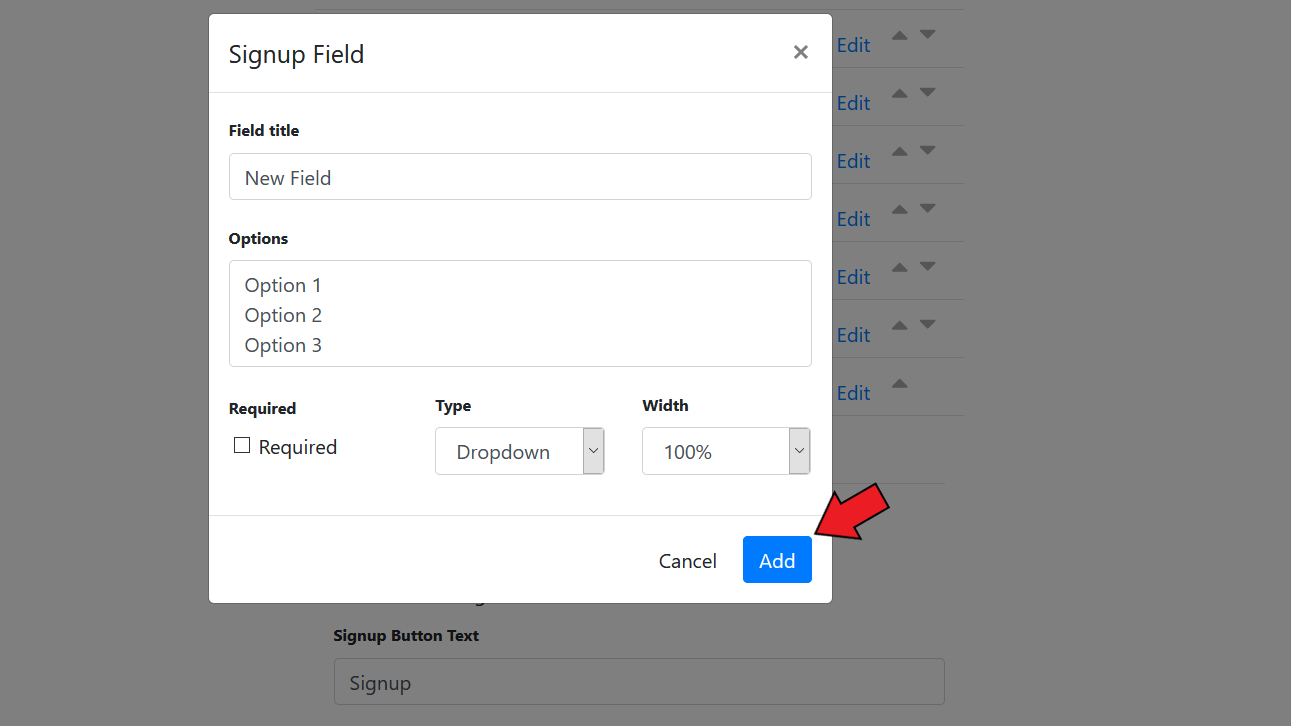 Signup Field
×
Edit
Field title
Edit
New Field
Edit
Edit
Options
Option 1
Option 2
Option 3
Edit
Edit
Edit
Required
Type
Width
Required
Dropdown
100%
Cancel
Add
Signup Button Text
Signup